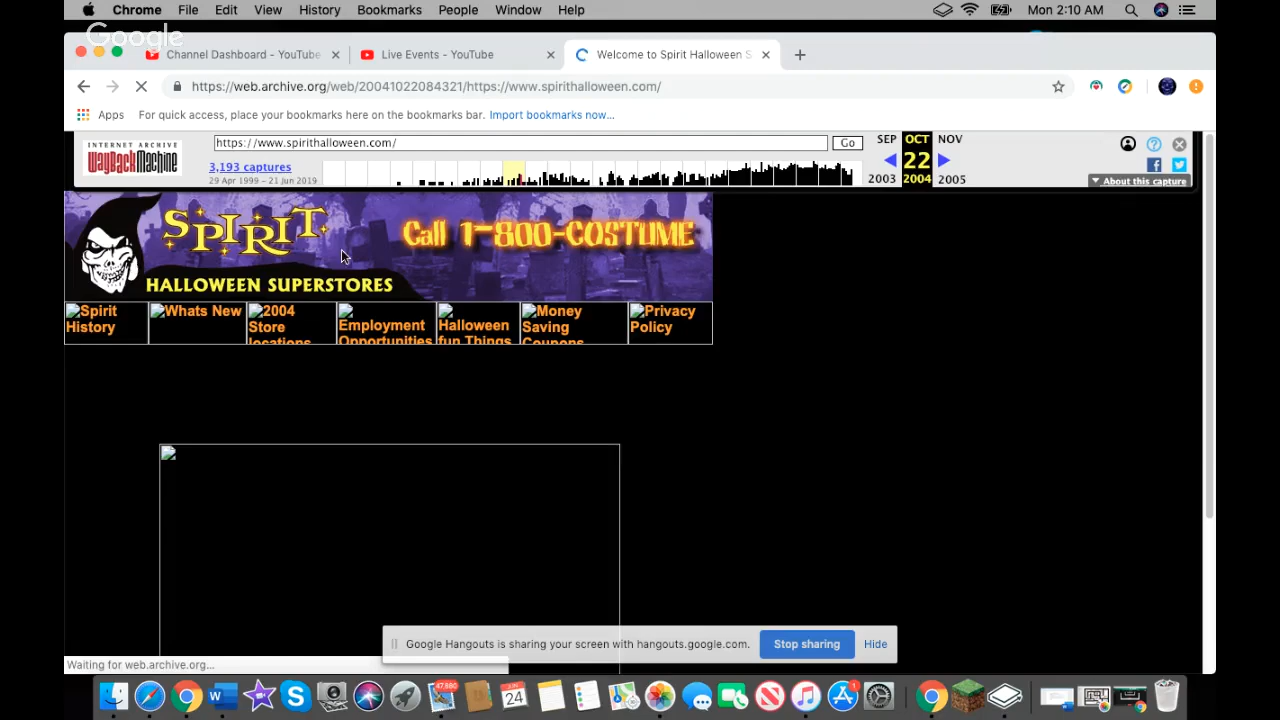 Chrome File Edit View History Bookmarks People Window Help Mon 2:10 AM
Google
Channel Dashboard - YouTube Live Events - YouTube Welcome to Spirit Halloween S
https://web.archive.org/web/20041022084321/https://www.spirithalloween.com/
Apps For quick access, place your bookmarks here on the bookmarks bar. Import bookmarks now...
INTERNET ARCHIVE
WayBackMachine
https://www.spirithalloween.com/ Go
SEP OCT NOV
3,193 captures
22
29 Apr 1999 – 21 Jun 2019
2003 2004 2005
About this capture
SPIRIT
Call 1-800-COSTUME
HALLOWEEN SUPERSTORES
Spirit History
Whats New
2004 Store locations
Employment Opportunities
Halloween fun Things
Money Saving Coupons
Privacy Policy
Google Hangouts is sharing your screen with hangouts.google.com. Stop sharing Hide
Waiting for web.archive.org...
47,980
JUN
24
1